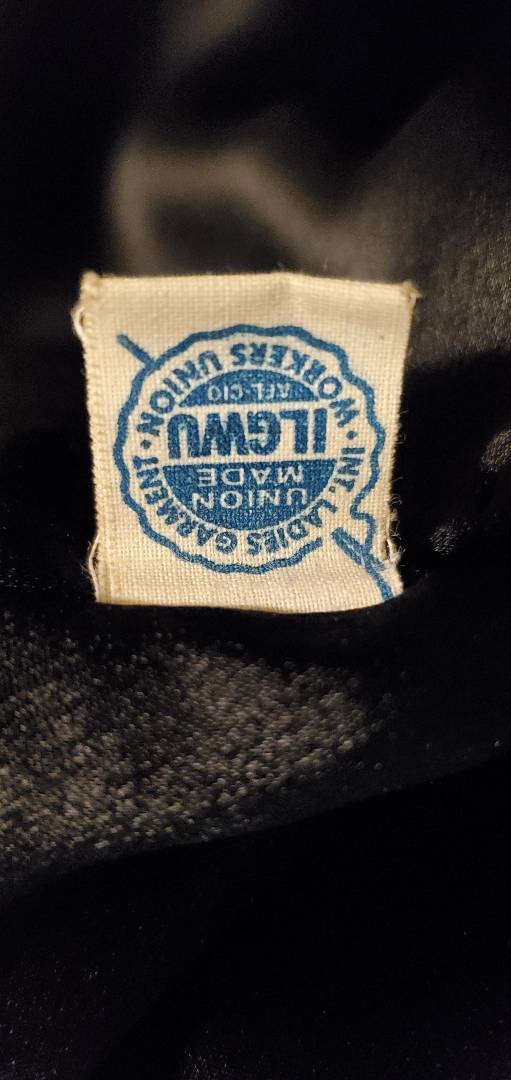 INT. LADIES GARMENT • WORKERS UNION •
UNION
MADE
ILGWU
AFL-CIO